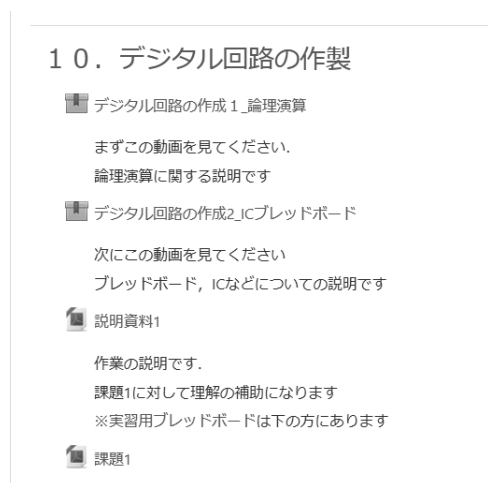 １０．デジタル回路の作製
デジタル回路の作成１_論理演算
まずこの動画を見てください．
論理演算に関する説明です
デジタル回路の作成2_ICブレッドボード
次にこの動画を見てください
ブレッドボード，ICなどについての説明です
説明資料1
作業の説明です．
課題1に対して理解の補助になります
※実習用ブレッドボードは下の方にあります
課題1